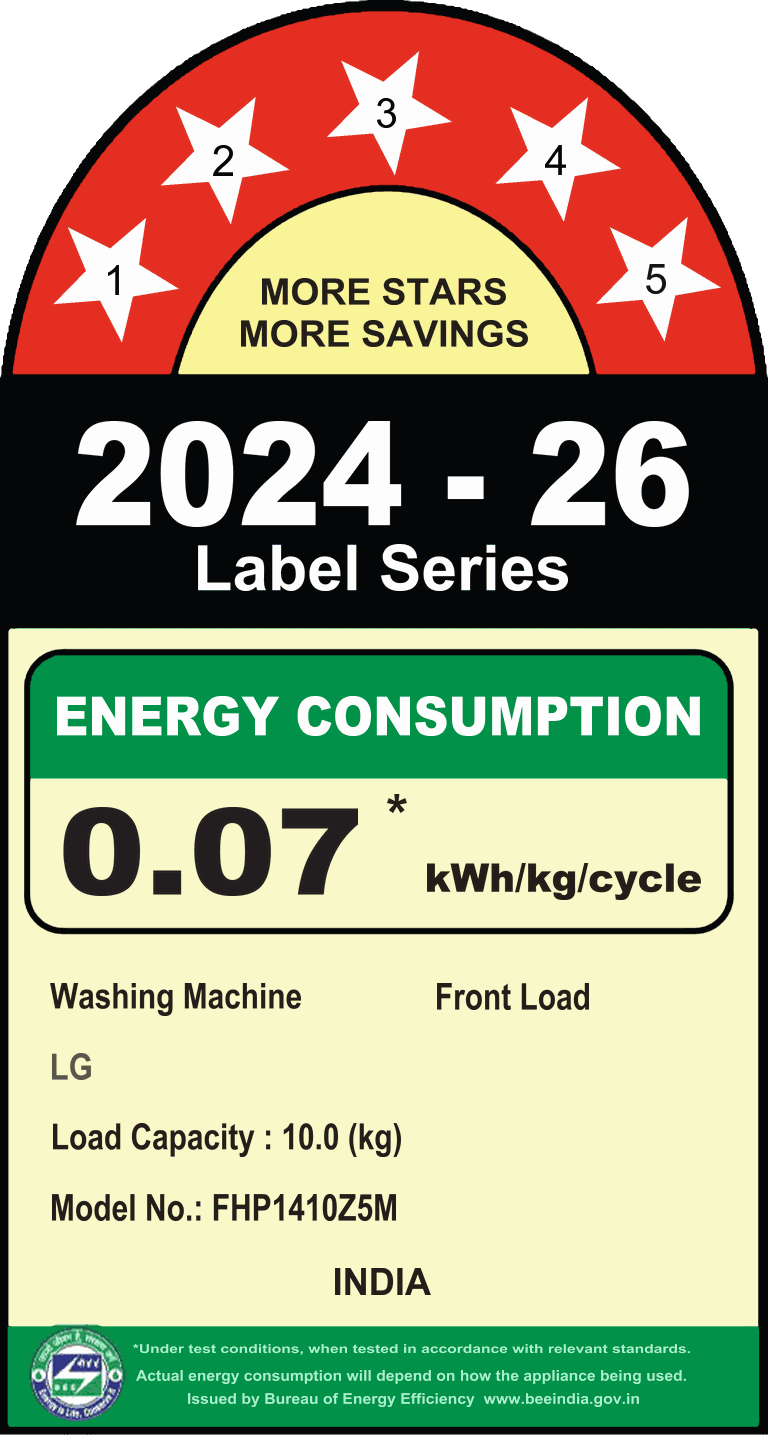 1
2
3
4
5
MORE STARS
MORE SAVINGS
2024 - 26
Label Series
ENERGY CONSUMPTION
0.07 * kWh/kg/cycle
Washing Machine Front Load
LG
Load Capacity : 10.0 (kg)
Model No.: FHP1410Z5M
INDIA
*Under test conditions, when tested in accordance with relevant standards.
Actual energy consumption will depend on how the appliance being used.
Issued by Bureau of Energy Efficiency www.beeindia.gov.in